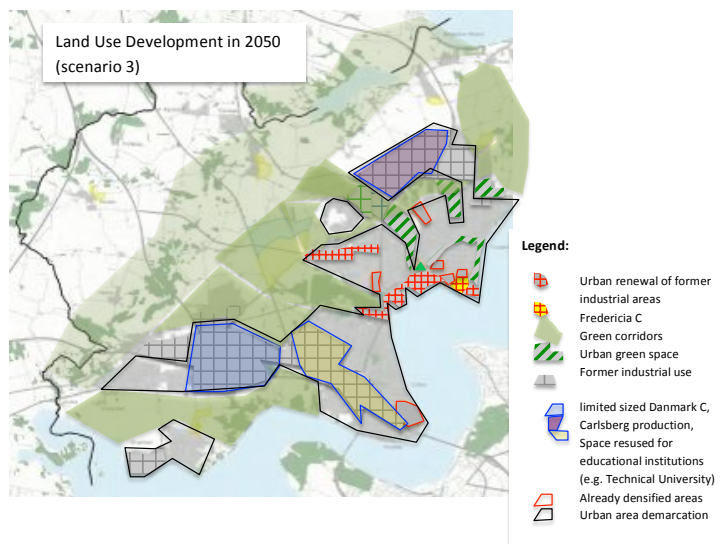 Land Use Development in 2050
(scenario 3)
Legend:
Urban renewal of former
industrial areas
Fredericia C
Green corridors
Urban green space
Former industrial use
limited sized Danmark C,
Carlsberg production,
Space resused for
educational institutions
(e.g. Technical University)
Already densified areas
Urban area demarcation